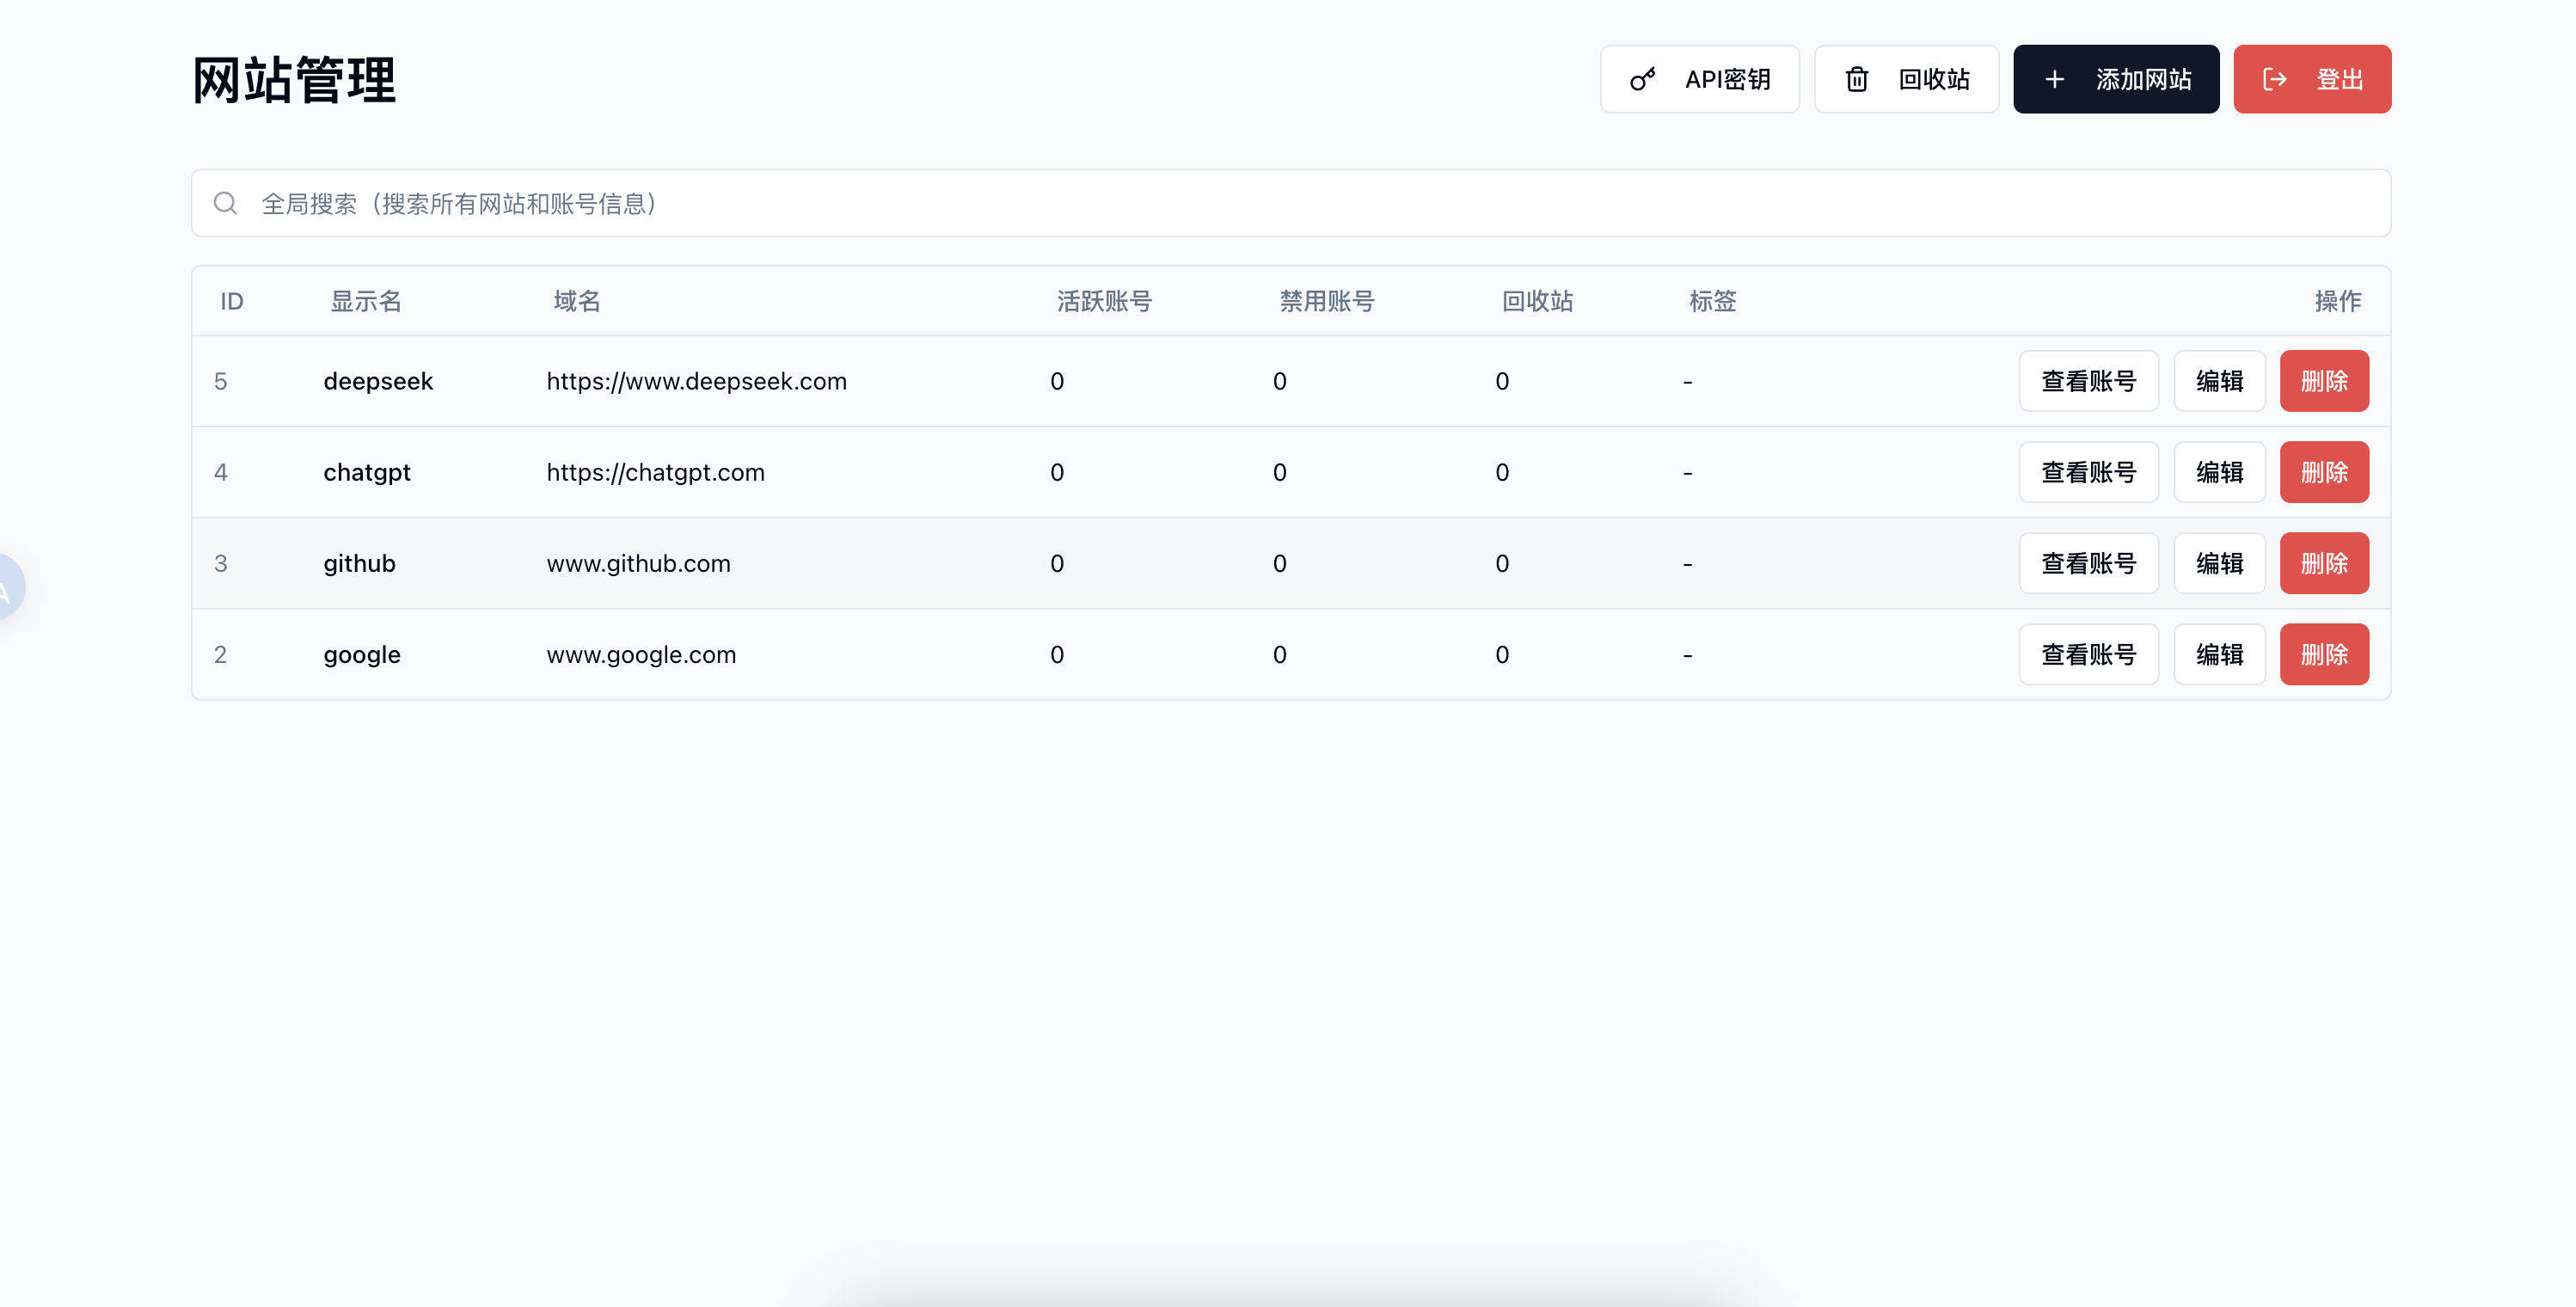 网站管理
API密钥 回收站 添加网站 登出
全局搜索（搜索所有网站和账号信息）
ID 显示名 域名 活跃账号 禁用账号 回收站 标签 操作
5 deepseek https://www.deepseek.com 0 0 0 - 查看账号 编辑 删除
4 chatgpt https://chatgpt.com 0 0 0 - 查看账号 编辑 删除
3 github www.github.com 0 0 0 - 查看账号 编辑 删除
A
2 google www.google.com 0 0 0 - 查看账号 编辑 删除